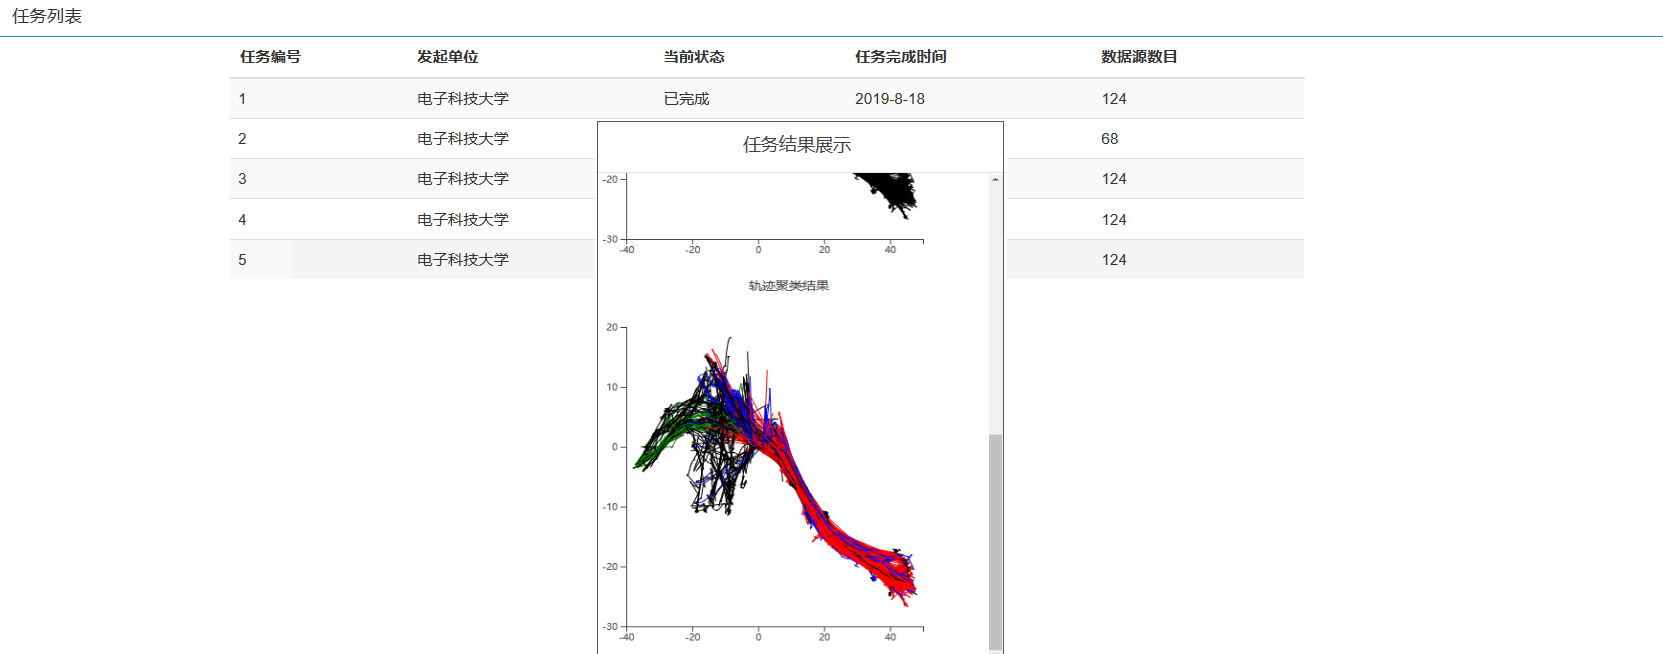 任务列表
任务编号 发起单位 当前状态 任务完成时间 数据源数目
1 电子科技大学 已完成 2019-8-18 124
2 电子科技大学 68
3 电子科技大学 124
4 电子科技大学 124
5 电子科技大学 124
任务结果展示
-20
-30
-40 -20 0 20 40
轨迹聚类结果
20
10
0
-10
-20
-30
-40 -20 0 20 40